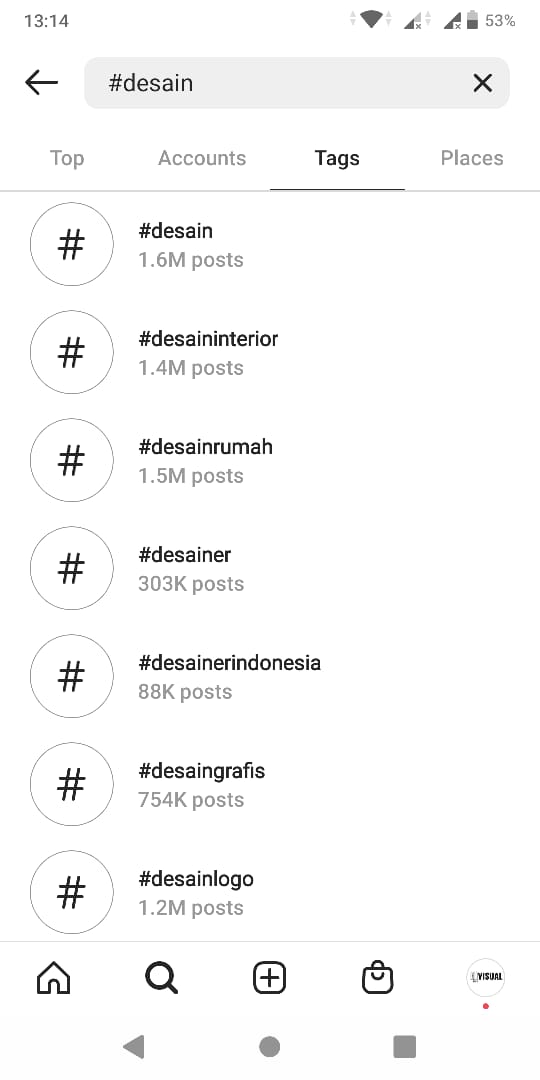 13:14
53%
#desain
Top Accounts Tags Places
#desain
1.6M posts
#desaininterior
1.4M posts
#desainrumah
1.5M posts
#desainer
303K posts
#desainerindonesia
88K posts
#desaingrafis
754K posts
#desainlogo
1.2M posts
VISUAL